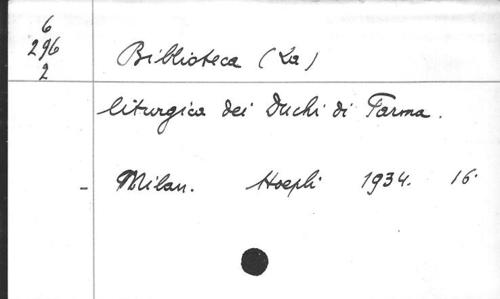 6
296
2
Biblioteca (La)
liturgica dei Duchi di Parma.
- Milan. Hoepli 1934. 16.